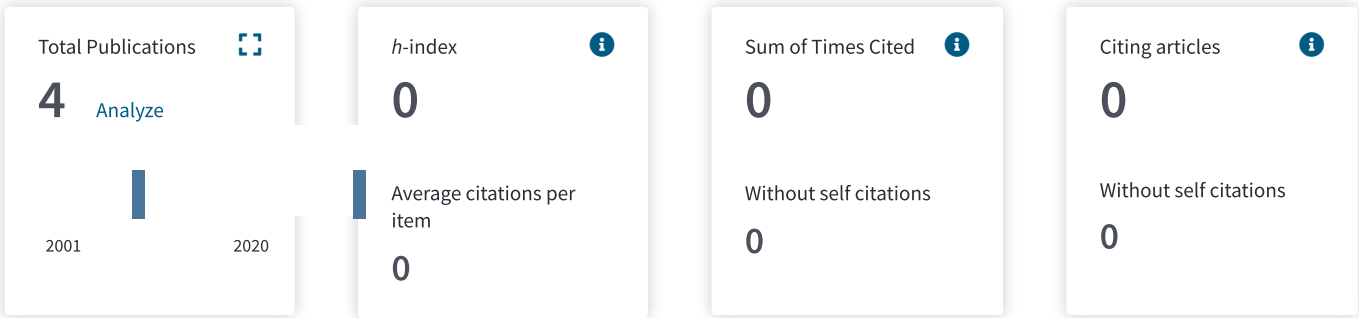 Total Publications
4 Analyze
2001 2020
h-index
0
Average citations per
item
0
Sum of Times Cited
0
Without self citations
0
Citing articles
0
Without self citations
0